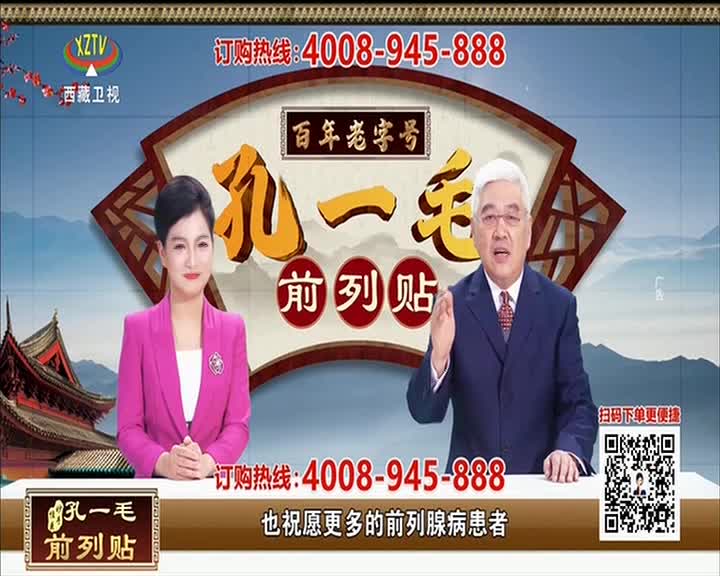 XZTV
西藏卫视
订购热线:4008-945-888
百年老字号
孔一毛
前列贴
广告
扫码下单更便捷
订购热线:4008-945-888
孔一毛
前列贴
也祝愿更多的前列腺病患者